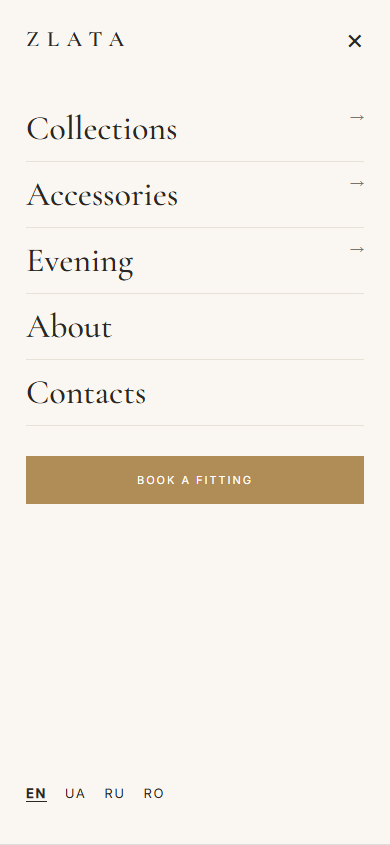 ZLATA ✕
Collections →
Accessories →
Evening →
About
Contacts
BOOK A FITTING
EN UA RU RO